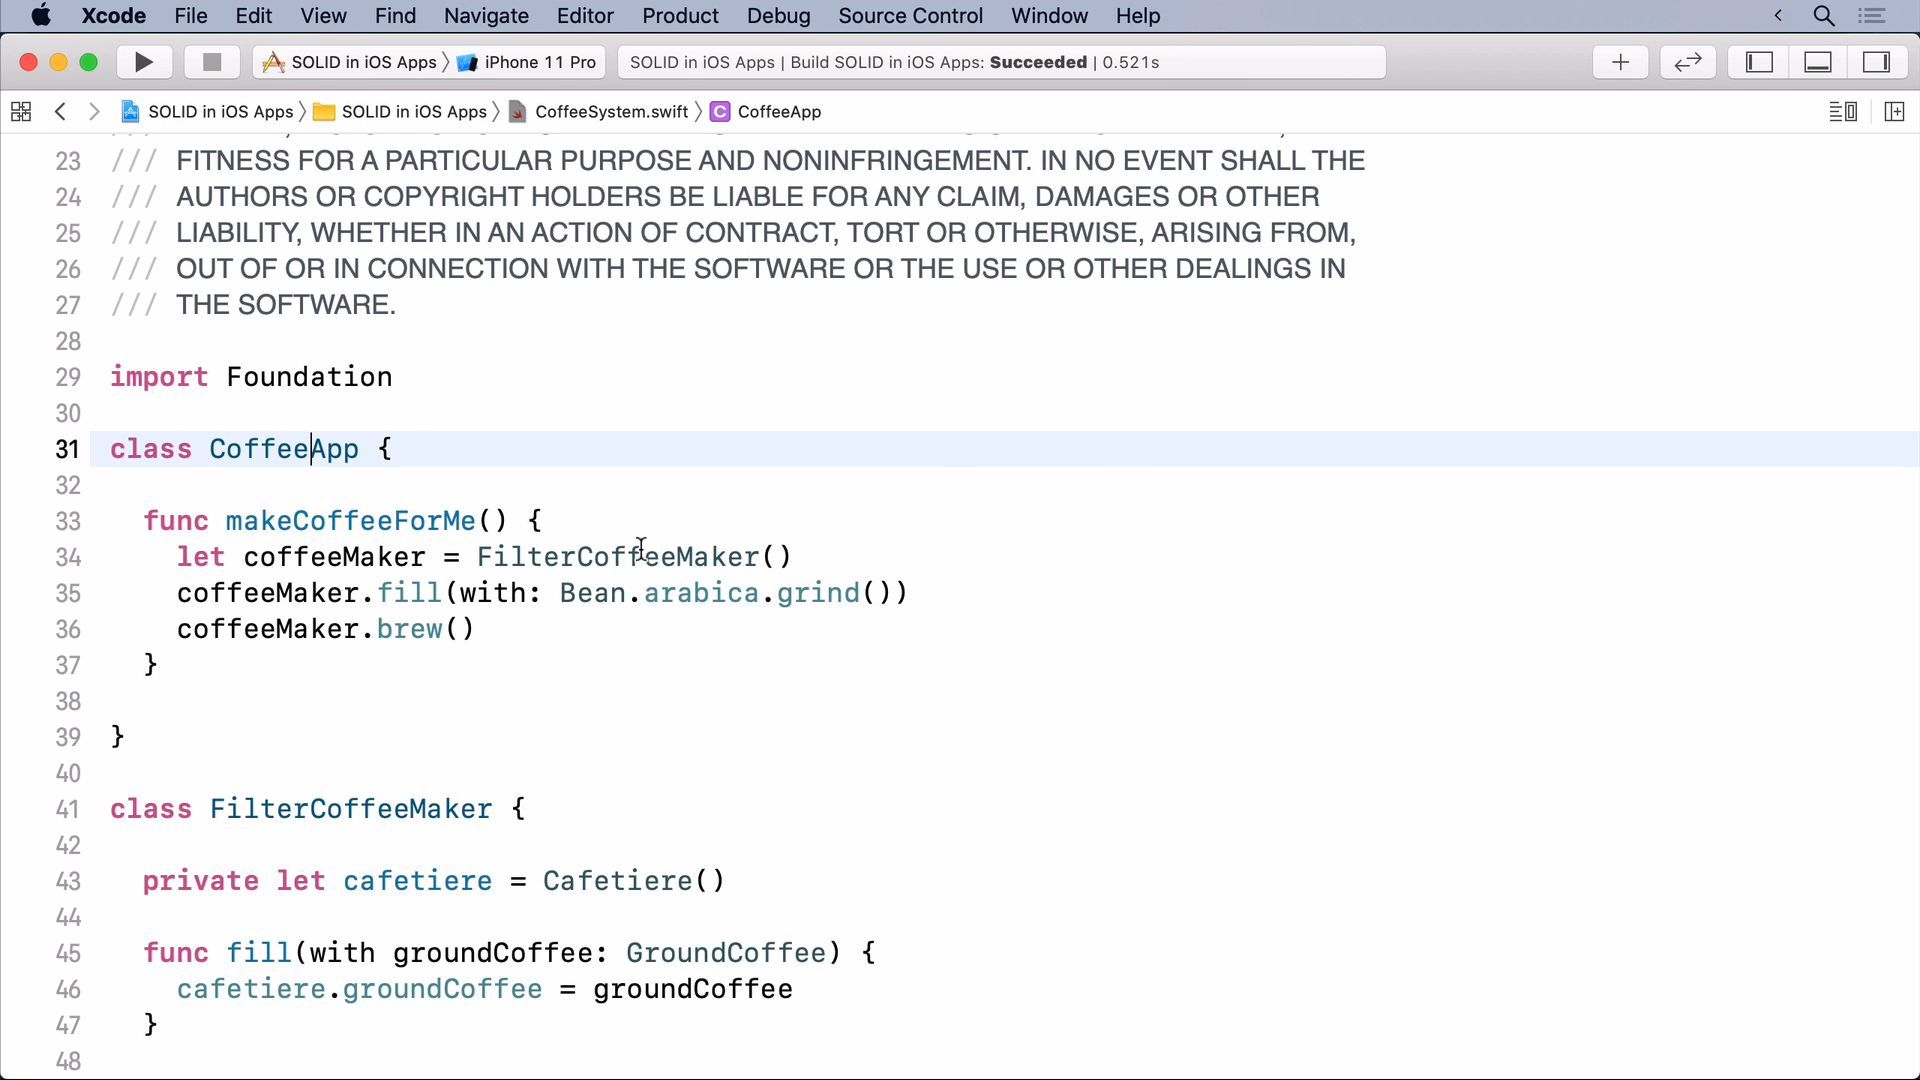 Xcode File Edit View Find Navigate Editor Product Debug Source Control Window Help
SOLID in iOS Apps iPhone 11 Pro SOLID in iOS Apps | Build SOLID in iOS Apps: Succeeded | 0.521s
SOLID in iOS Apps SOLID in iOS Apps CoffeeSystem.swift C CoffeeApp
23 /// FITNESS FOR A PARTICULAR PURPOSE AND NONINFRINGEMENT. IN NO EVENT SHALL THE
24 /// AUTHORS OR COPYRIGHT HOLDERS BE LIABLE FOR ANY CLAIM, DAMAGES OR OTHER
25 /// LIABILITY, WHETHER IN AN ACTION OF CONTRACT, TORT OR OTHERWISE, ARISING FROM,
26 /// OUT OF OR IN CONNECTION WITH THE SOFTWARE OR THE USE OR OTHER DEALINGS IN
27 /// THE SOFTWARE.
28
29 import Foundation
30
31 class CoffeeApp {
32
33 func makeCoffeeForMe() {
34 let coffeeMaker = FilterCoffeeMaker()
35 coffeeMaker.fill(with: Bean.arabica.grind())
36 coffeeMaker.brew()
37 }
38
39 }
40
41 class FilterCoffeeMaker {
42
43 private let cafetiere = Cafetiere()
44
45 func fill(with groundCoffee: GroundCoffee) {
46 cafetiere.groundCoffee = groundCoffee
47 }
48